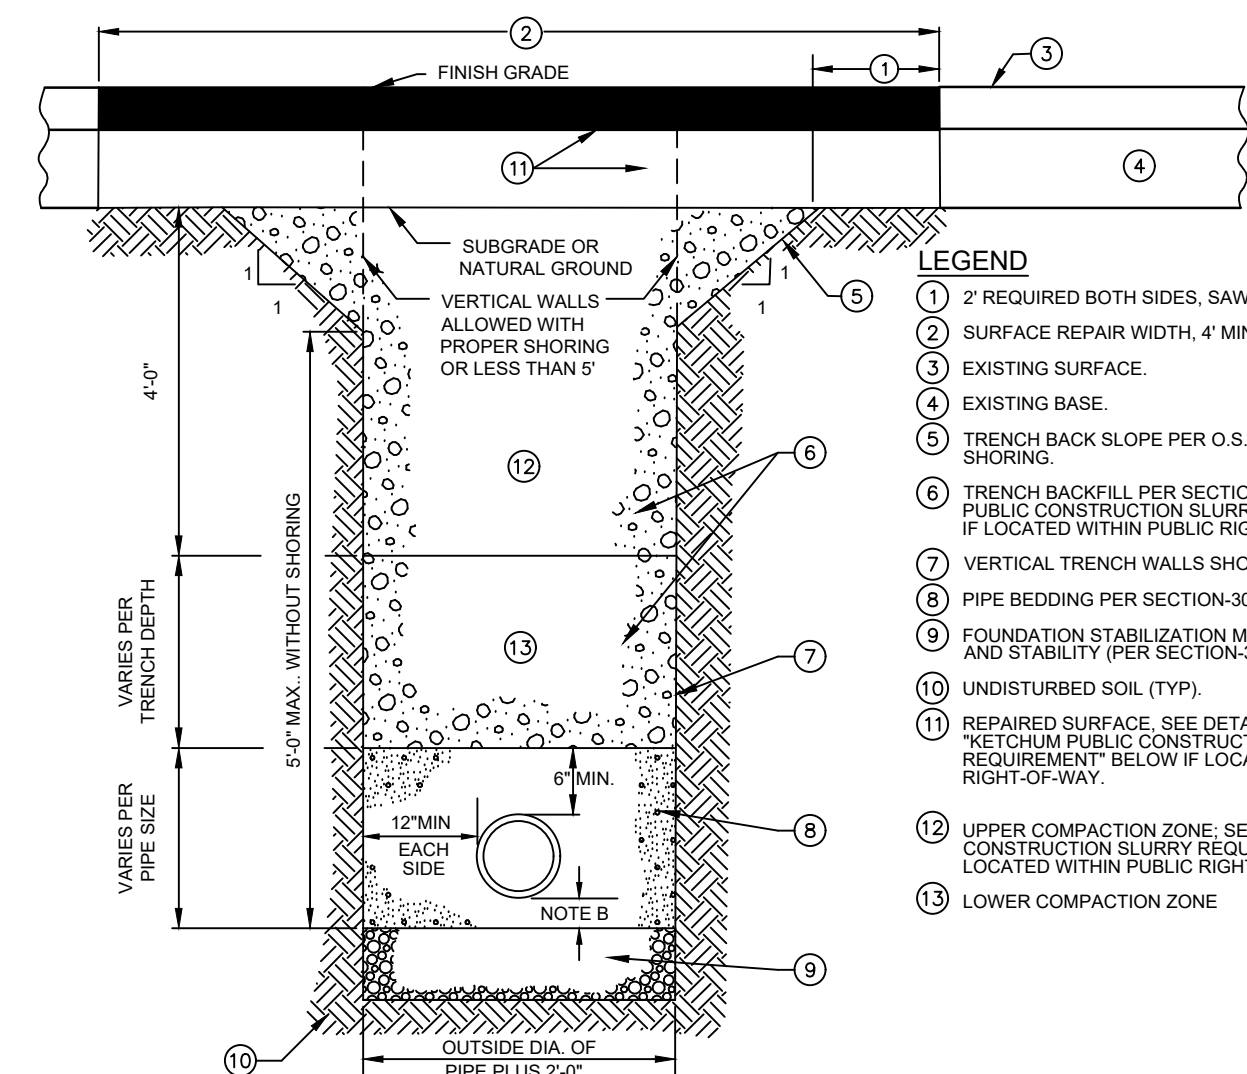 2
1
3
FINISH GRADE
11
4
SUBGRADE OR
NATURAL GROUND
1
1
1
1
5
VERTICAL WALLS
ALLOWED WITH
PROPER SHORING
OR LESS THAN 5'
4'-0"
12
6
5'-0" MAX.. WITHOUT SHORING
VARIES PER
TRENCH DEPTH
13
7
6" MIN.
VARIES PER
PIPE SIZE
12"MIN
EACH
SIDE
8
NOTE B
9
10
OUTSIDE DIA. OF
PIPE PLUS 2'-0"
LEGEND
1 2' REQUIRED BOTH SIDES, SAW
2 SURFACE REPAIR WIDTH, 4' MIN
3 EXISTING SURFACE.
4 EXISTING BASE.
5 TRENCH BACK SLOPE PER O.S.
SHORING.
6 TRENCH BACKFILL PER SECTIO
PUBLIC CONSTRUCTION SLURR
IF LOCATED WITHIN PUBLIC RIG
7 VERTICAL TRENCH WALLS SHO
8 PIPE BEDDING PER SECTION-30
9 FOUNDATION STABILIZATION M
AND STABILITY (PER SECTION-3
10 UNDISTURBED SOIL (TYP).
11 REPAIRED SURFACE, SEE DETA
"KETCHUM PUBLIC CONSTRUCT
REQUIREMENT" BELOW IF LOCA
RIGHT-OF-WAY.
12 UPPER COMPACTION ZONE; SE
CONSTRUCTION SLURRY REQU
LOCATED WITHIN PUBLIC RIGHT
13 LOWER COMPACTION ZONE